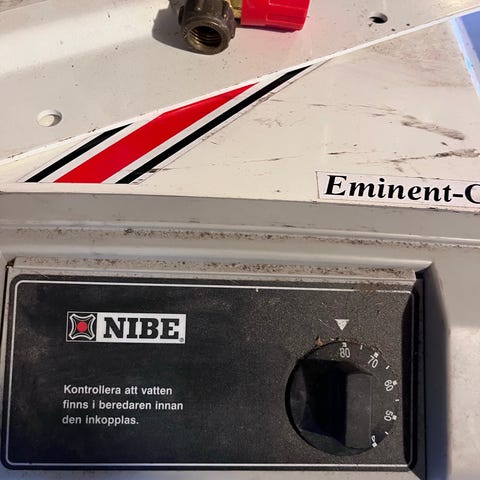 Eminent-
NIBE
Kontrollera att vatten
finns i beredaren innan
den inkopplas.
80
70
60
50